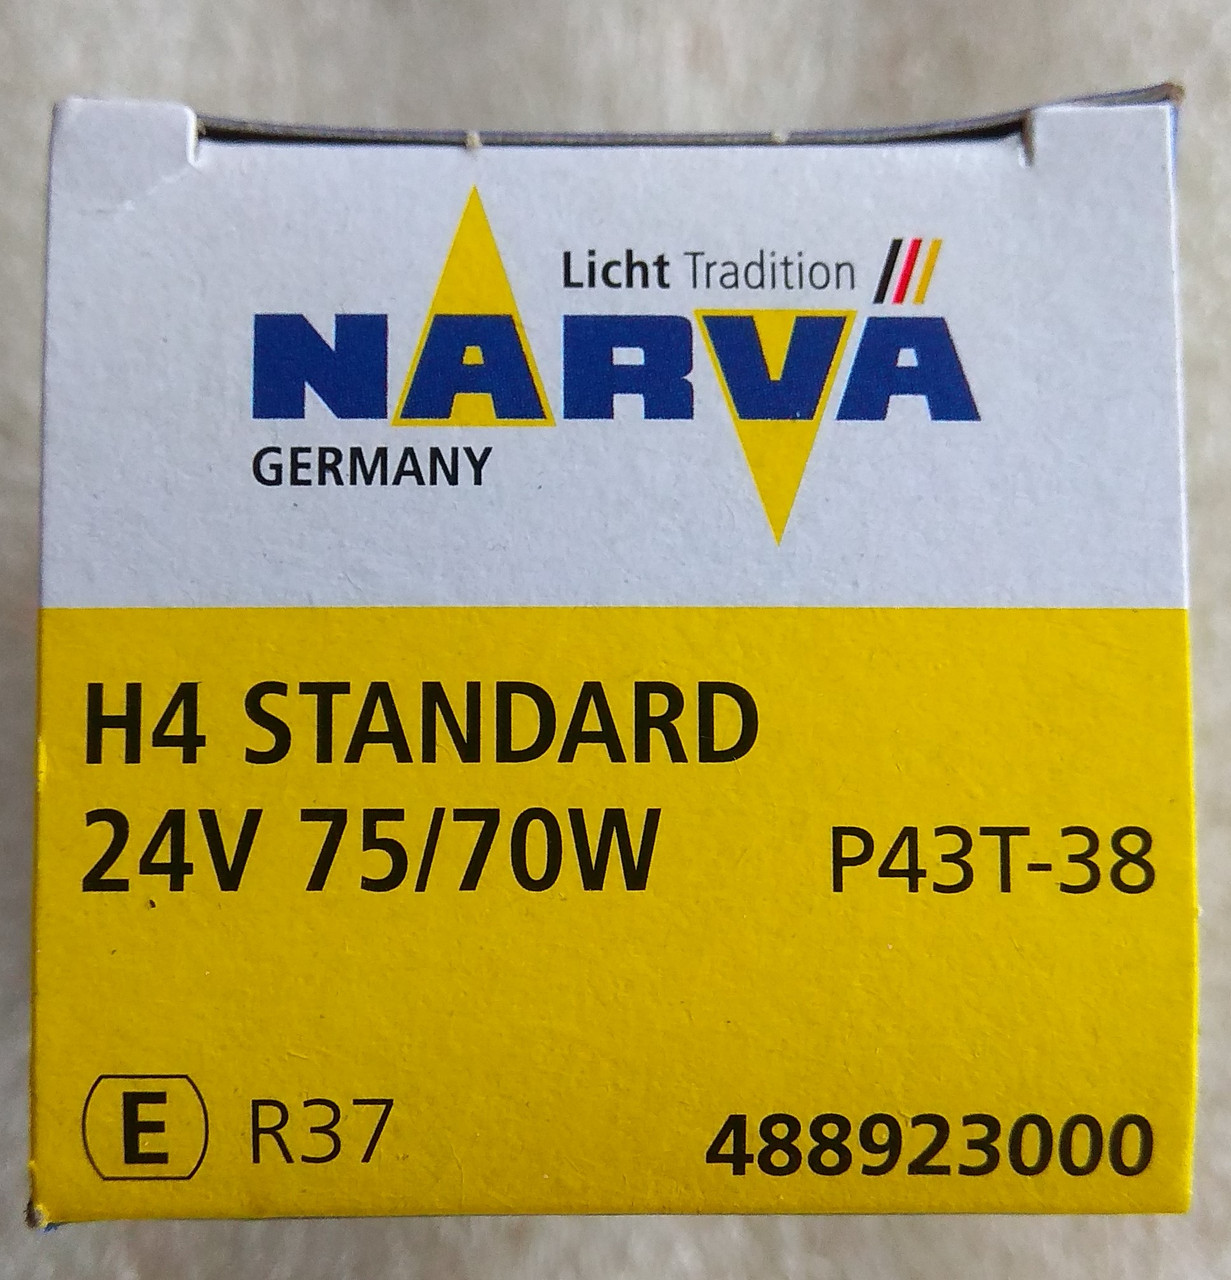 Licht Tradition
NARVA
GERMANY
H4 STANDARD
24V 75/70W P43T-38
E R37 488923000